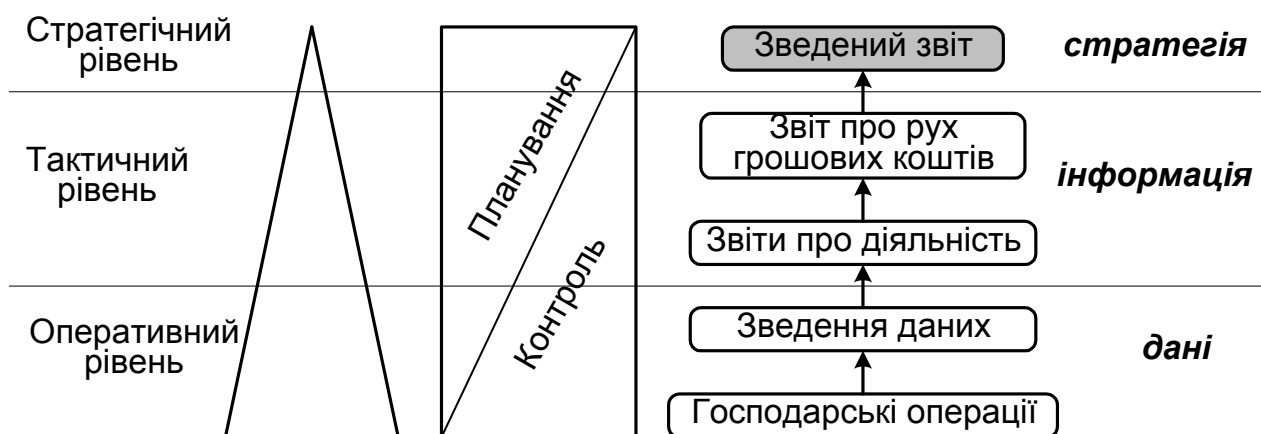 Стратегічний
рівень
Зведений звіт
стратегія
Планування
Тактичний
рівень
Звіт про рух
грошових коштів
інформація
Звіти про діяльність
Контроль
Оперативний
рівень
Зведення даних
дані
Господарські операції